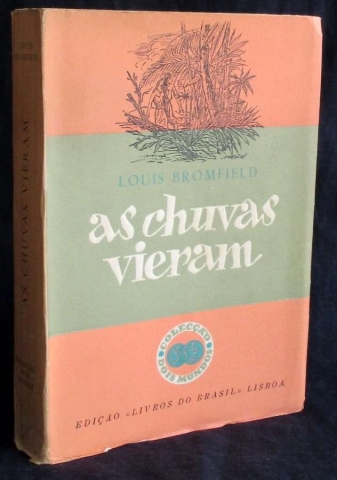 LOUIS BROMFIELD
as chuvas
vieram
COLECÇÃO
DOIS MUNDOS
EDIÇÃO «LIVROS DO BRASIL» LISBOA
AS CHUVAS VIERAM